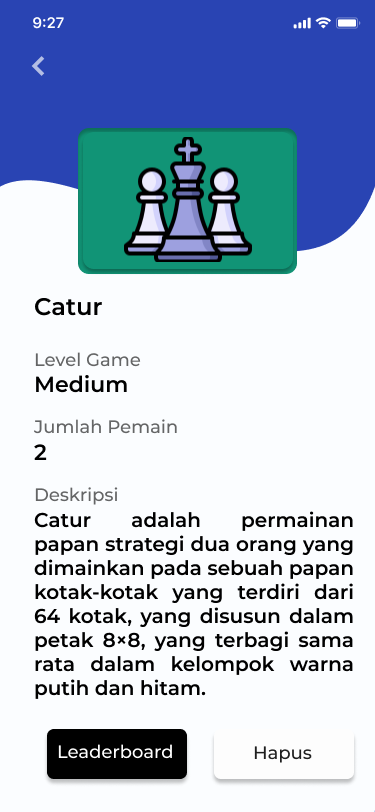 9:27
Catur
Level Game
Medium
Jumlah Pemain
2
Deskripsi
Catur adalah permainan
papan strategi dua orang yang
dimainkan pada sebuah papan
kotak-kotak yang terdiri dari
64 kotak, yang disusun dalam
petak 8×8, yang terbagi sama
rata dalam kelompok warna
putih dan hitam.
Leaderboard Hapus